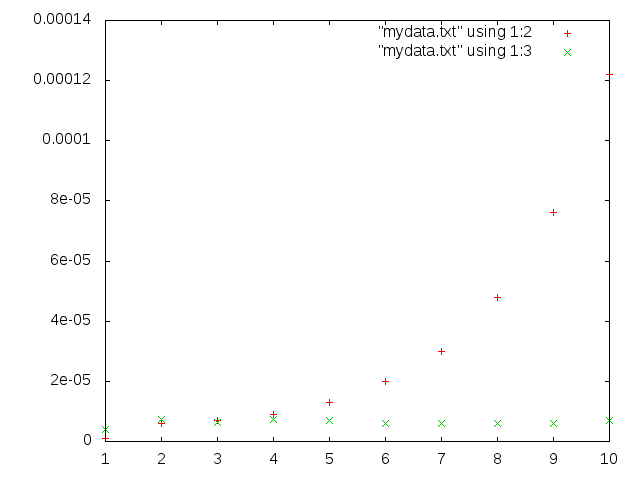 0.00014
"mydata.txt" using 1:2
"mydata.txt" using 1:3
0.00012
0.0001
8e-05
6e-05
4e-05
2e-05
0
1 2 3 4 5 6 7 8 9 10